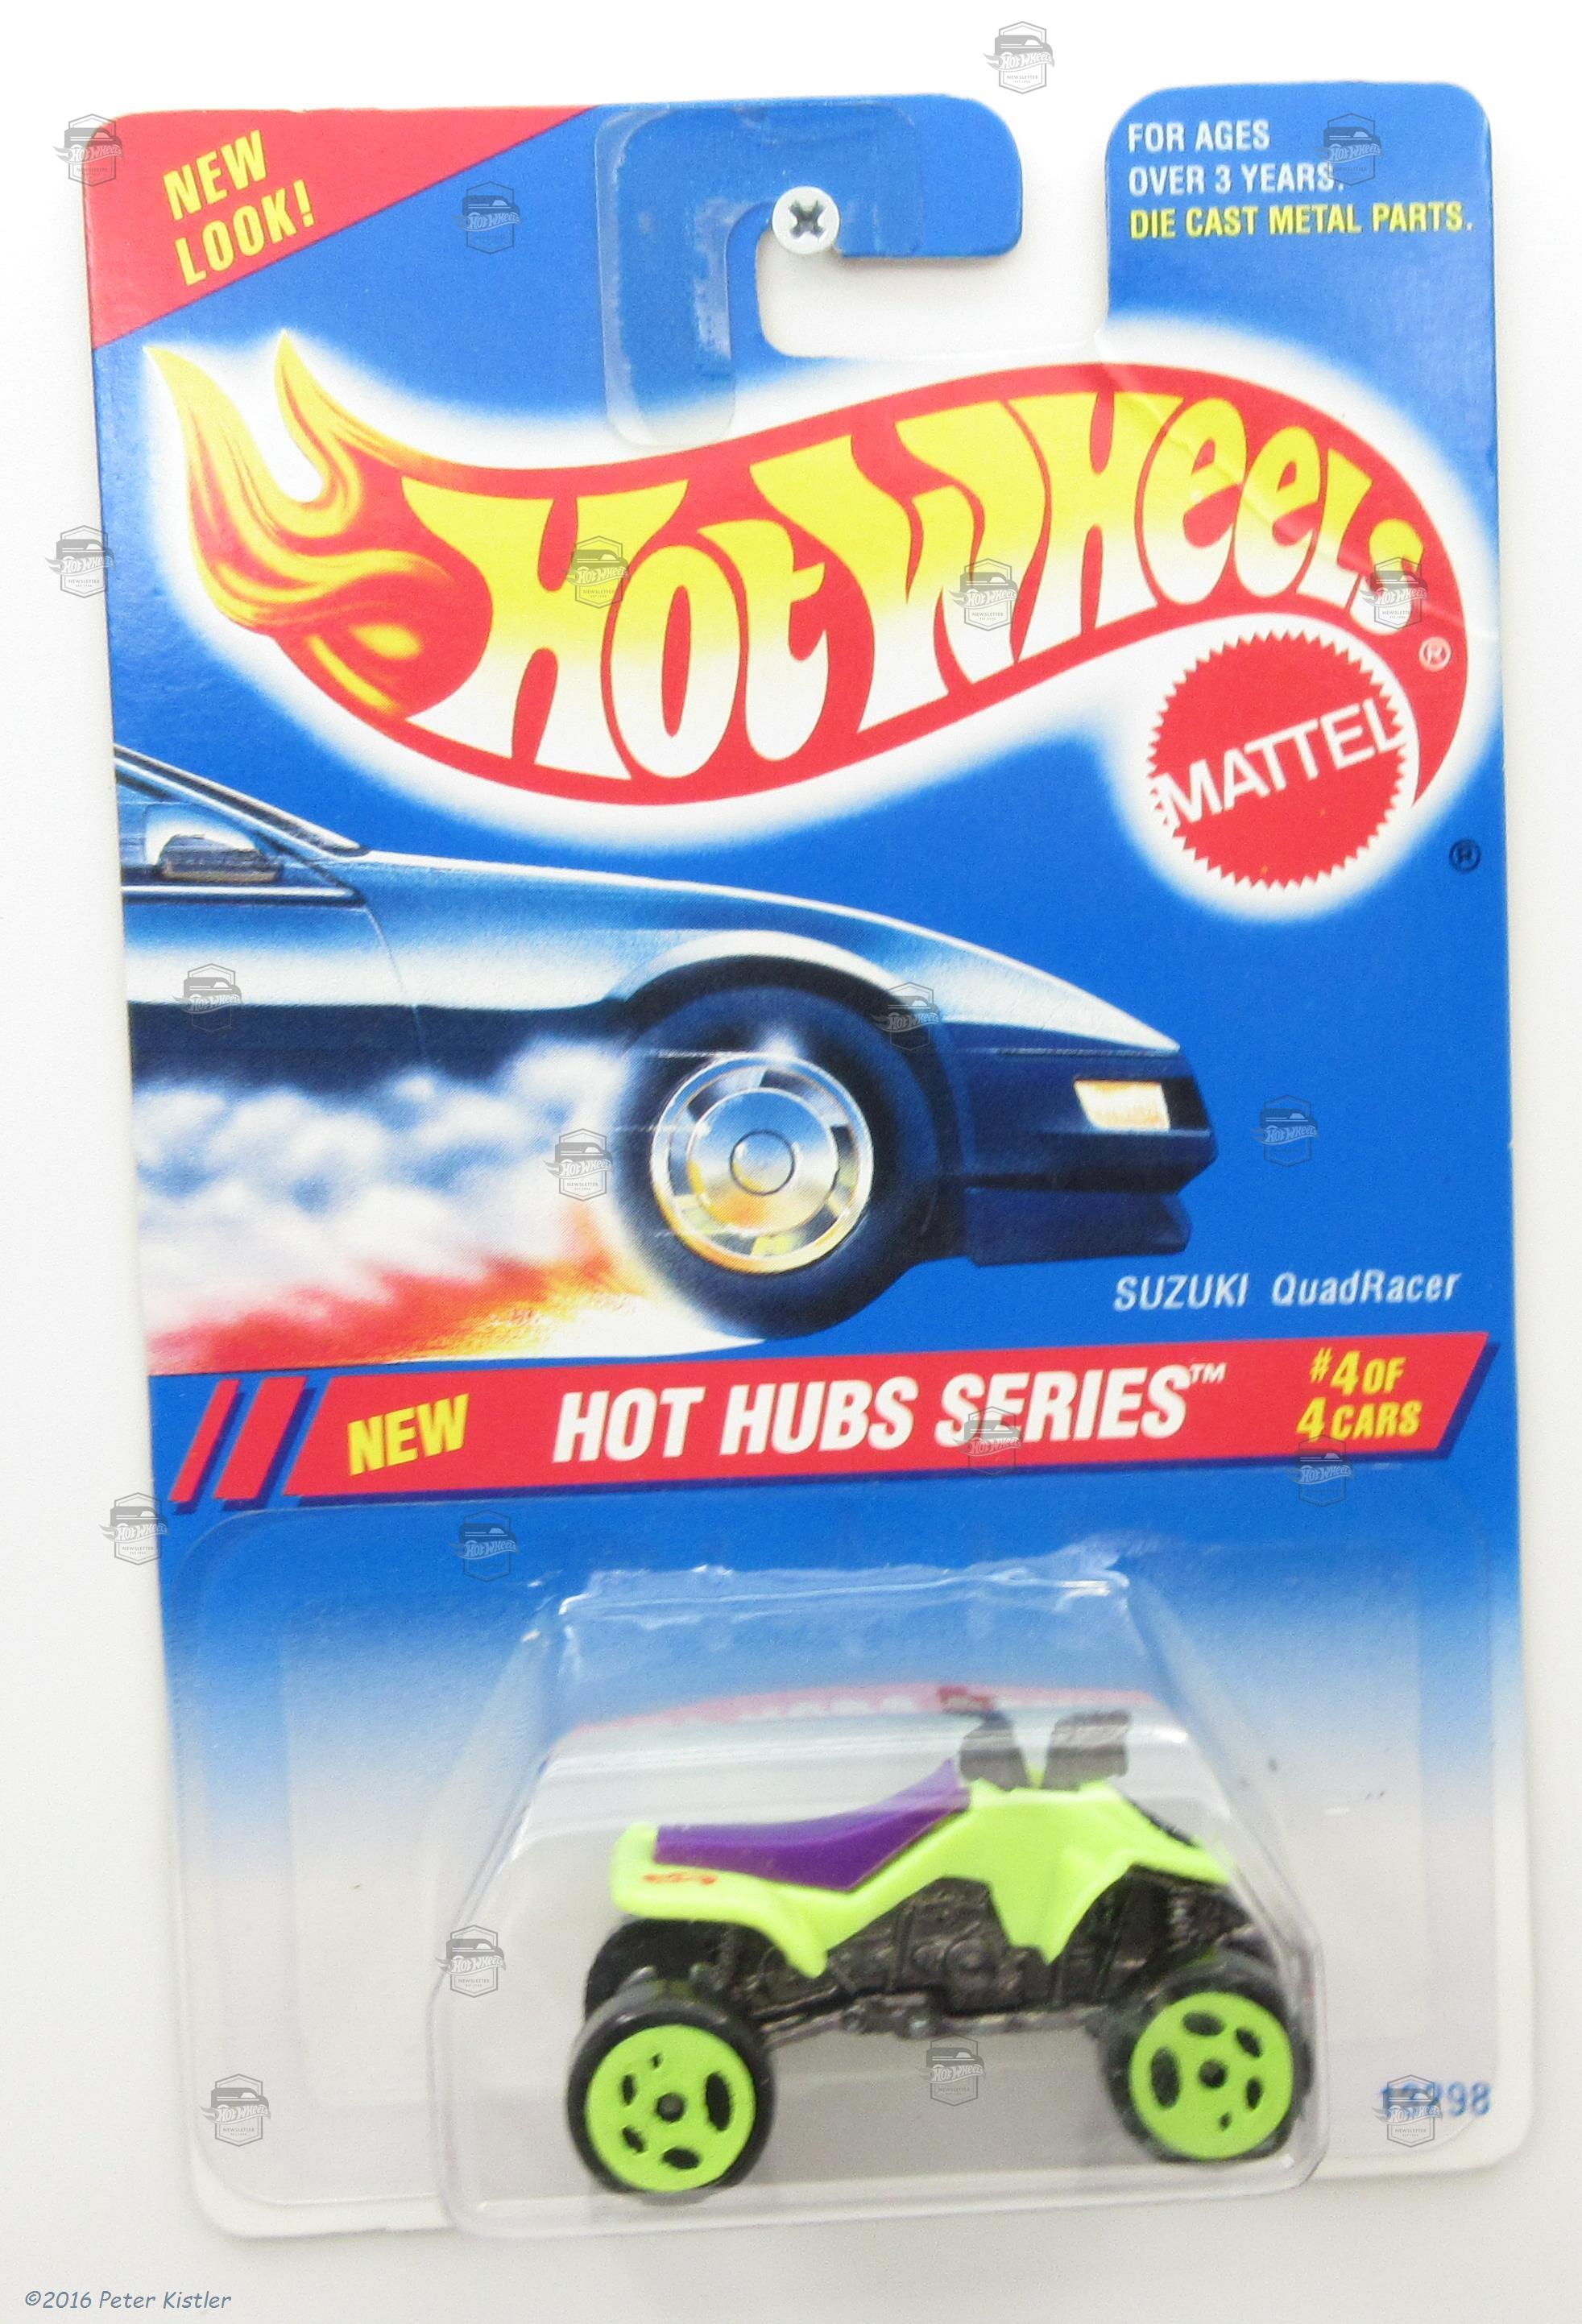 NEW
LOOK!
FOR AGES
OVER 3 YEARS.
DIE CAST METAL PARTS.
Hot Wheels
®
MATTEL
®
SUZUKI QuadRacer
NEW
HOT HUBS SERIES™
#4 OF
4 CARS
©2016 Peter Kistler